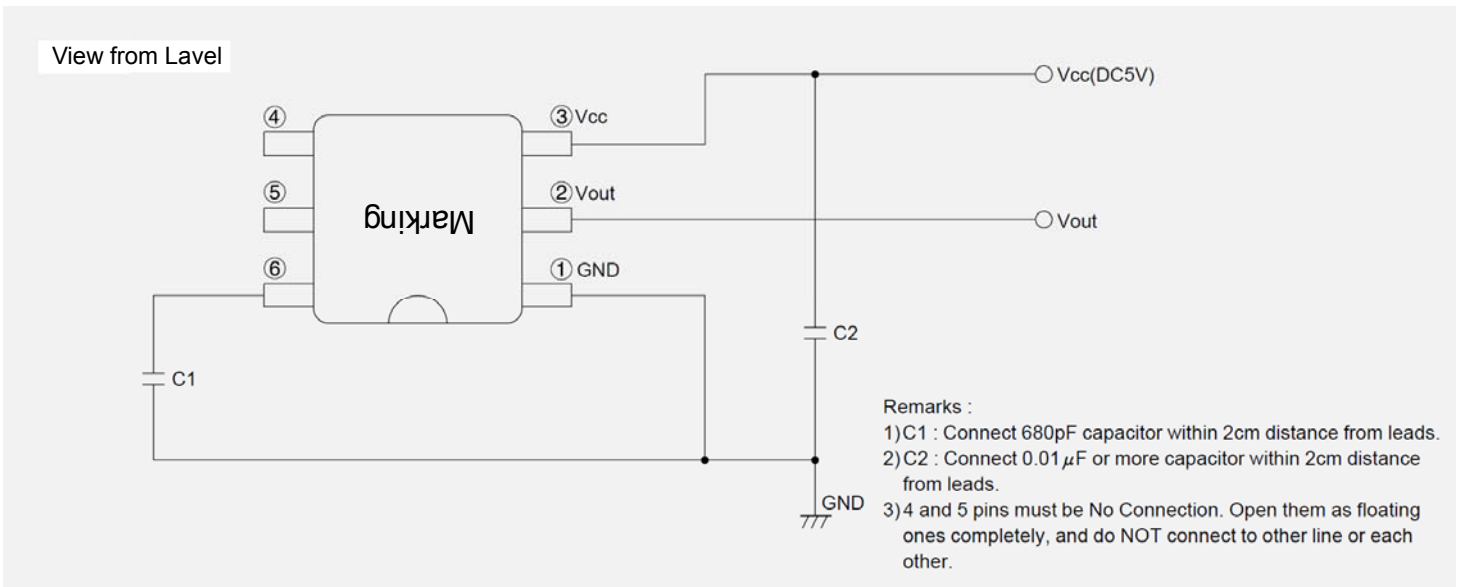 View from Lavel
Vcc(DC5V)
④
③Vcc
⑤
Marking
②Vout
Vout
⑥
①GND
C2
C1
Remarks :
1)C1 : Connect 680pF capacitor within 2cm distance from leads.
2)C2 : Connect 0.01μF or more capacitor within 2cm distance
from leads.
GND
3)4 and 5 pins must be No Connection. Open them as floating
ones completely, and do NOT connect to other line or each
other.